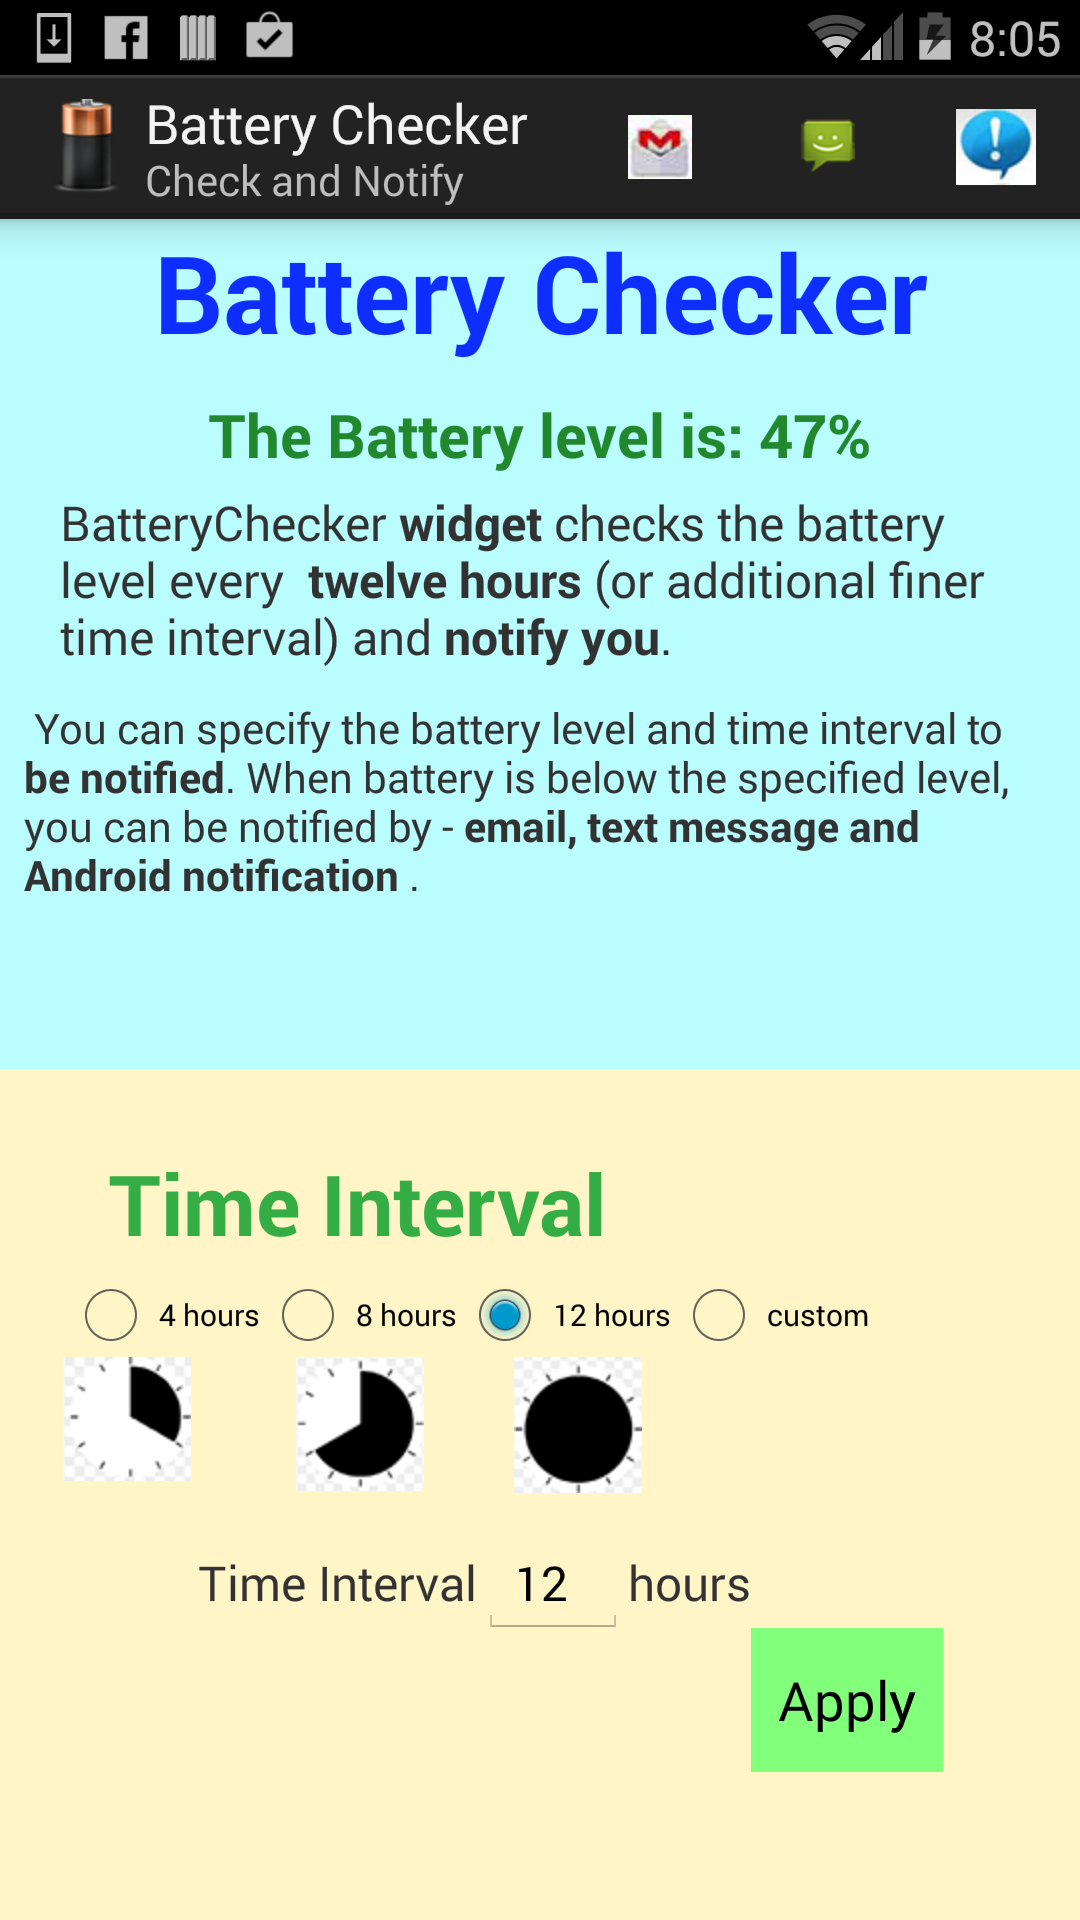 8:05
Battery Checker
Check and Notify
Battery Checker
The Battery level is: 47%
BatteryChecker widget checks the battery
level every  twelve hours (or additional finer
time interval) and notify you.
You can specify the battery level and time interval to
be notified. When battery is below the specified level,
you can be notified by - email, text message and
Android notification .
Time Interval
4 hours 8 hours 12 hours custom
Time Interval 12 hours
Apply